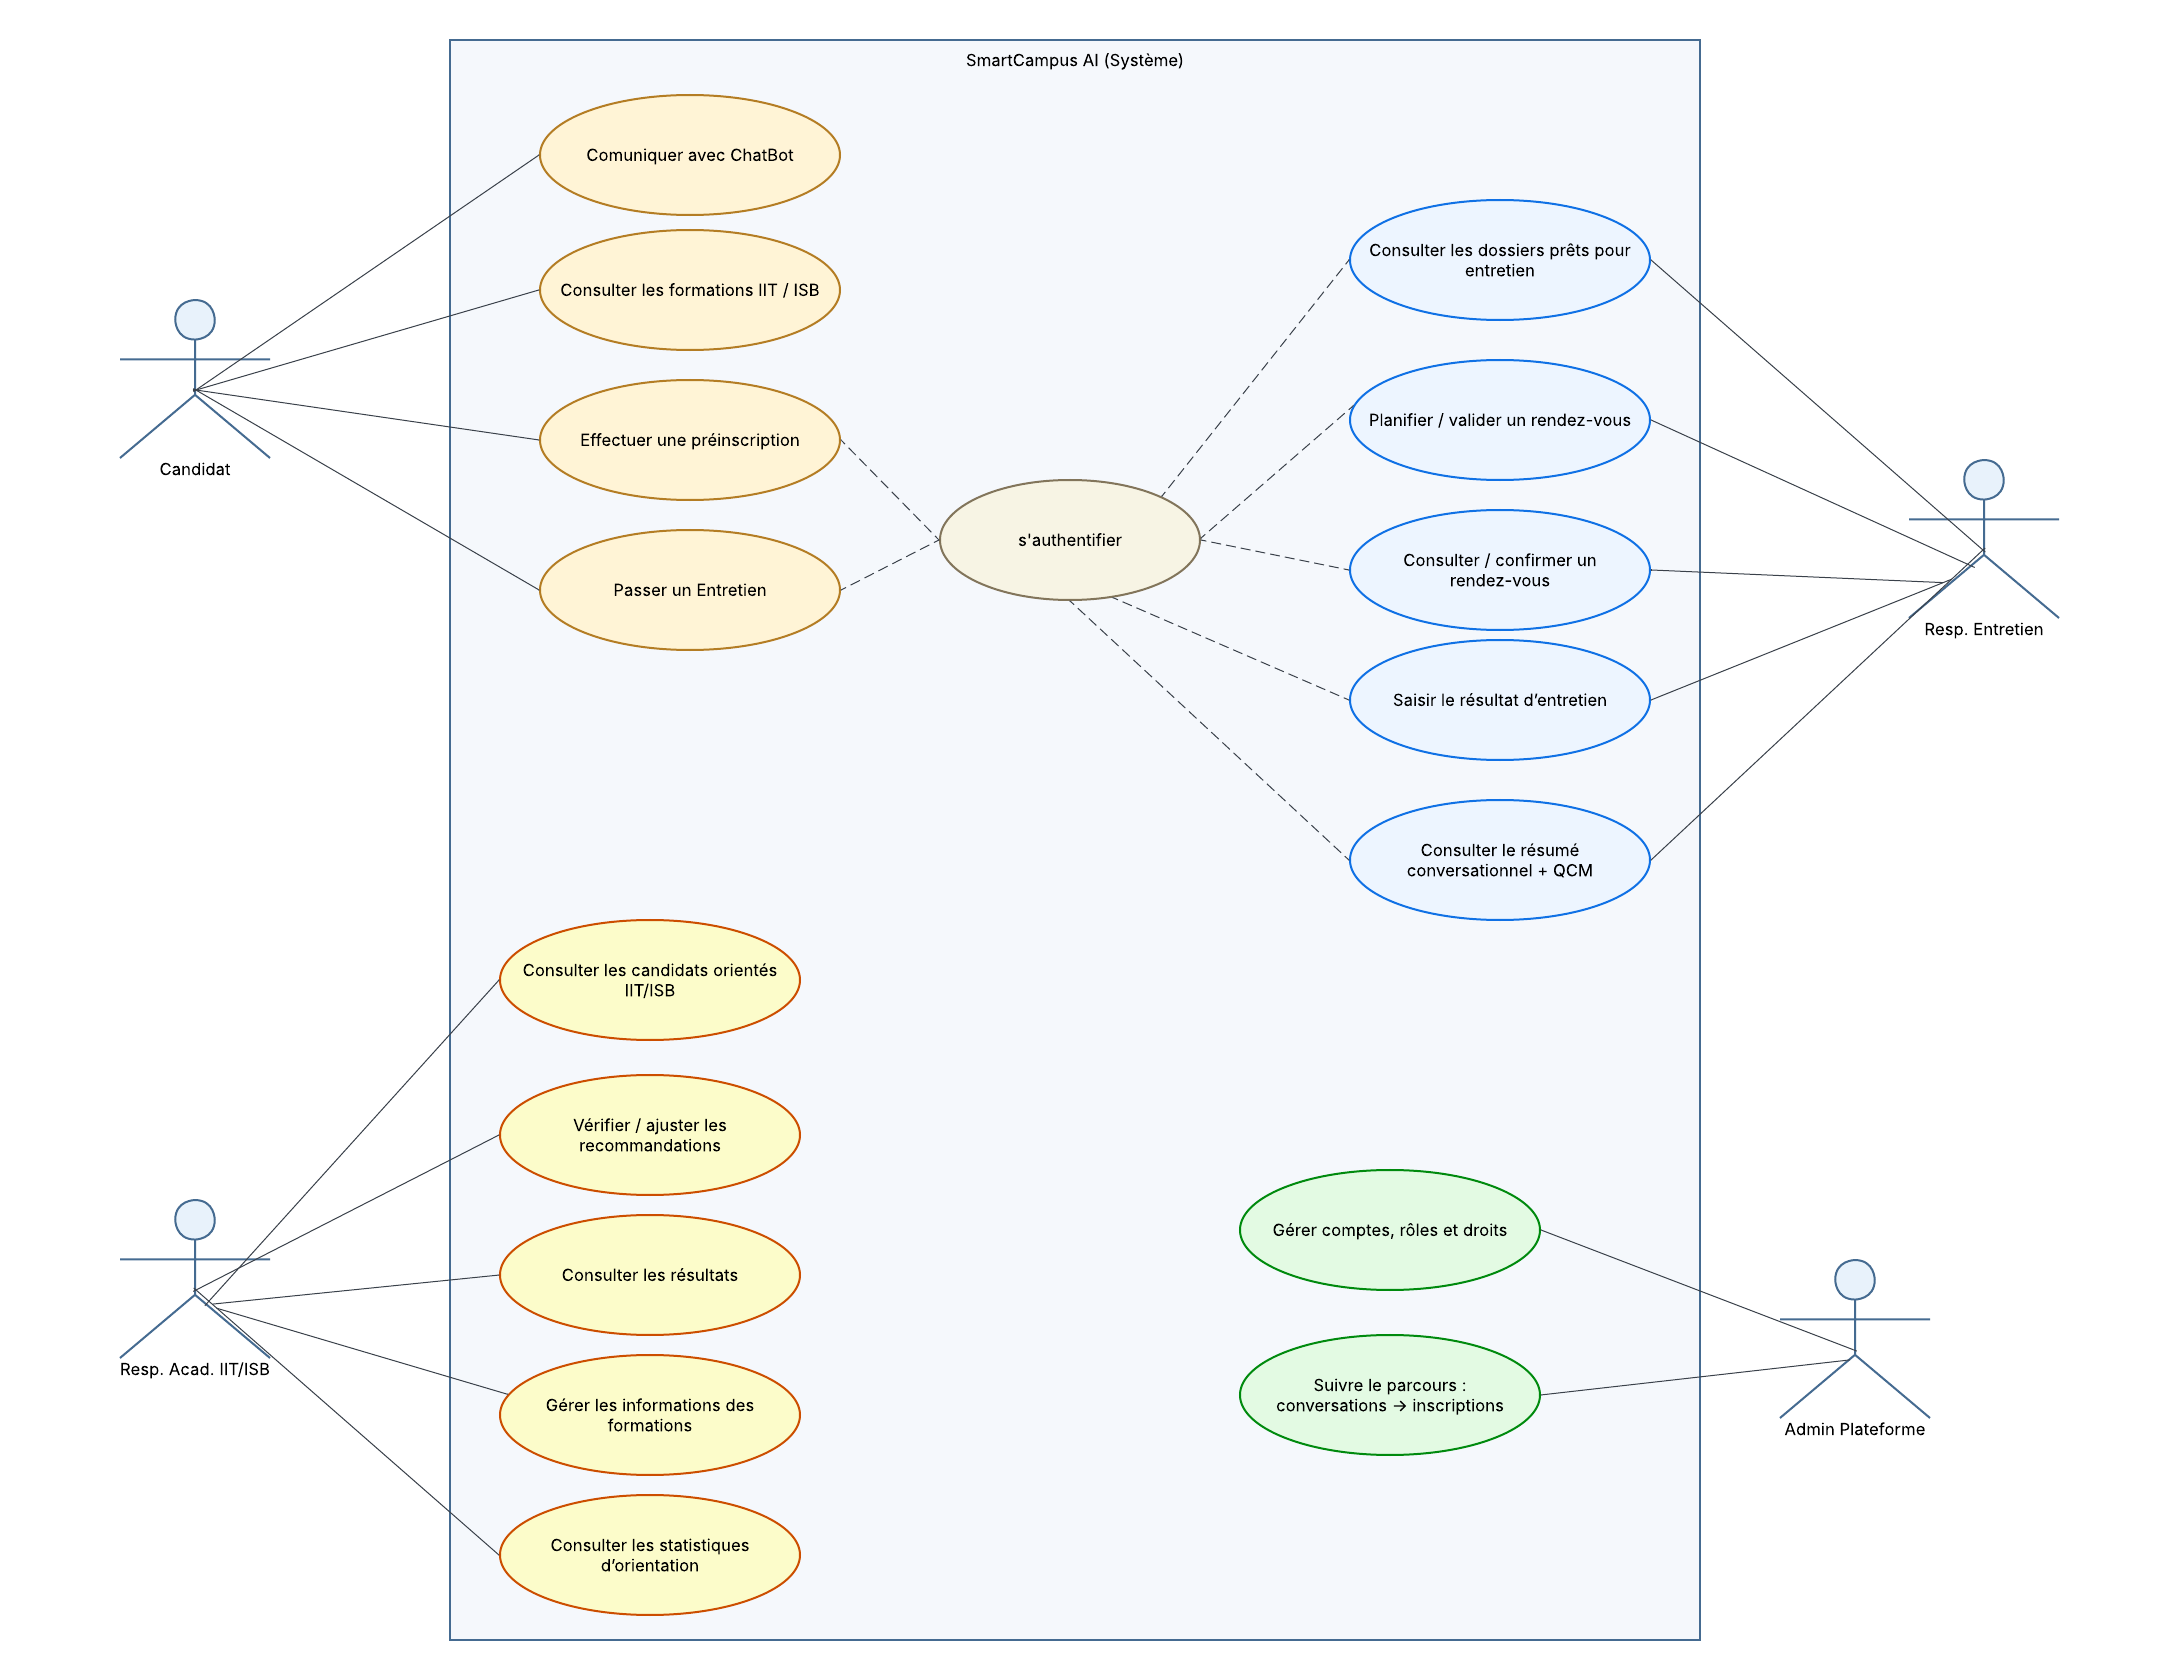 SmartCampus AI (Système)
Comuniquer avec ChatBot
Consulter les formations IIT / ISB
Effectuer une préinscription
Passer un Entretien
Candidat
s'authentifier
Consulter les dossiers prêts pour
entretien
Planifier / valider un rendez-vous
Consulter / confirmer un
rendez-vous
Saisir le résultat d’entretien
Consulter le résumé
conversationnel + QCM
Resp. Entretien
Consulter les candidats orientés
IIT/ISB
Vérifier / ajuster les
recommandations
Consulter les résultats
Gérer les informations des
formations
Consulter les statistiques
d’orientation
Resp. Acad. IIT/ISB
Gérer comptes, rôles et droits
Suivre le parcours :
conversations → inscriptions
Admin Plateforme